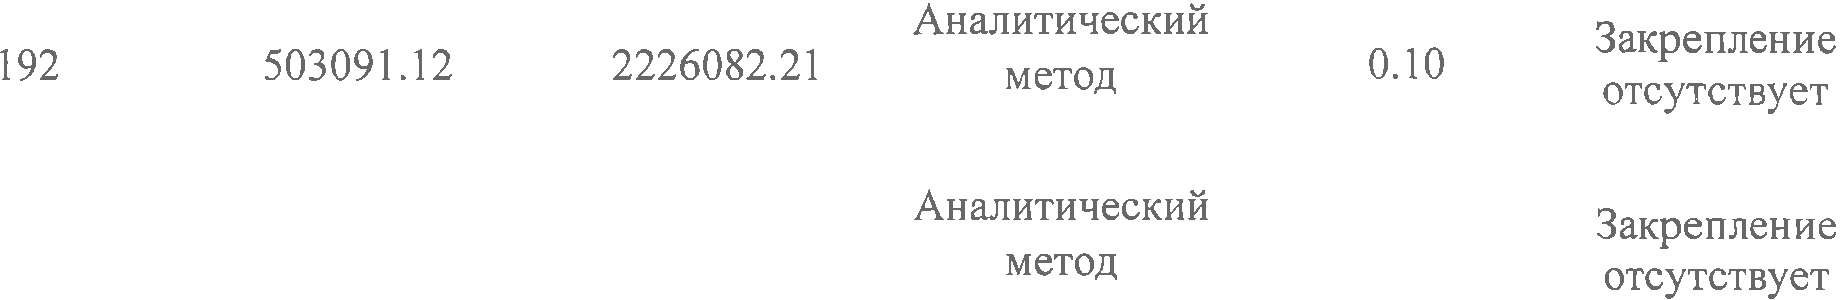 192 503091.12 2226082.21 Аналитический метод 0.10 Закрепление отсутствует
Аналитический метод Закрепление отсутствует